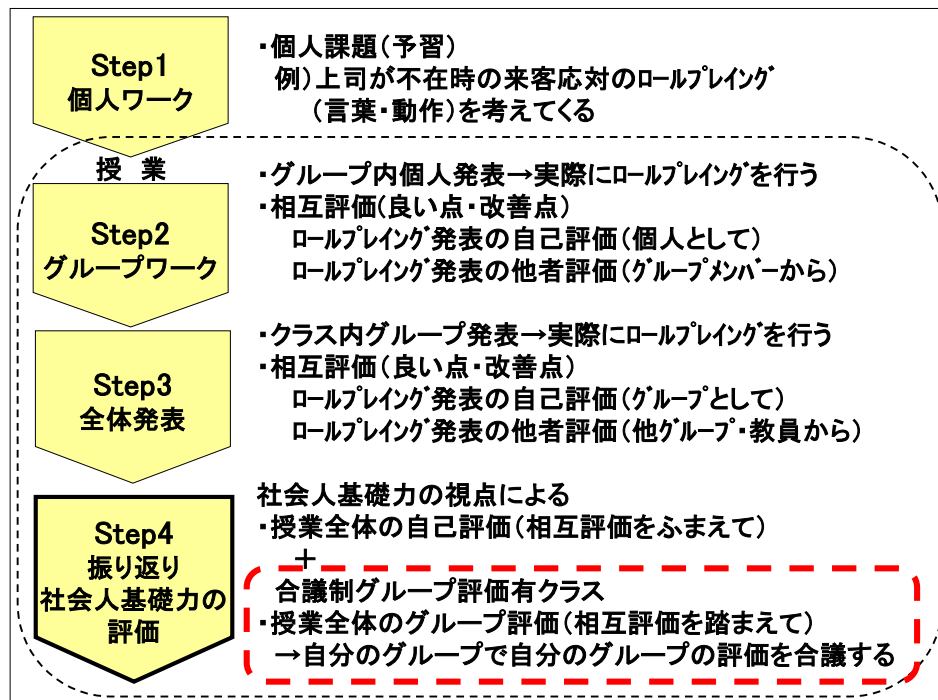 Step1
個人ワーク
・個人課題(予習)
例)上司が不在時の来客応対のﾛｰﾙﾌﾟﾚｲﾝｸﾞ
(言葉・動作)を考えてくる
授 業
Step2
グループワーク
・グループ内個人発表→実際にﾛｰﾙﾌﾟﾚｲﾝｸﾞを行う
・相互評価(良い点・改善点)
ﾛｰﾙﾌﾟﾚｲﾝｸﾞ発表の自己評価(個人として)
ﾛｰﾙﾌﾟﾚｲﾝｸﾞ発表の他者評価(ｸﾞﾙｰﾌﾟﾒﾝﾊﾞｰから)
Step3
全体発表
・クラス内グループ発表→実際にﾛｰﾙﾌﾟﾚｲﾝｸﾞを行う
・相互評価(良い点・改善点)
ﾛｰﾙﾌﾟﾚｲﾝｸﾞ発表の自己評価(ｸﾞﾙｰﾌﾟとして)
ﾛｰﾙﾌﾟﾚｲﾝｸﾞ発表の他者評価(他ｸﾞﾙｰﾌﾟ・教員から)
Step4
振り返り
社会人基礎力の
評価
社会人基礎力の視点による
・授業全体の自己評価(相互評価をふまえて)
＋
合議制グループ評価有クラス
・授業全体のグループ評価(相互評価を踏まえて)
→自分のグループで自分のグループの評価を合議する